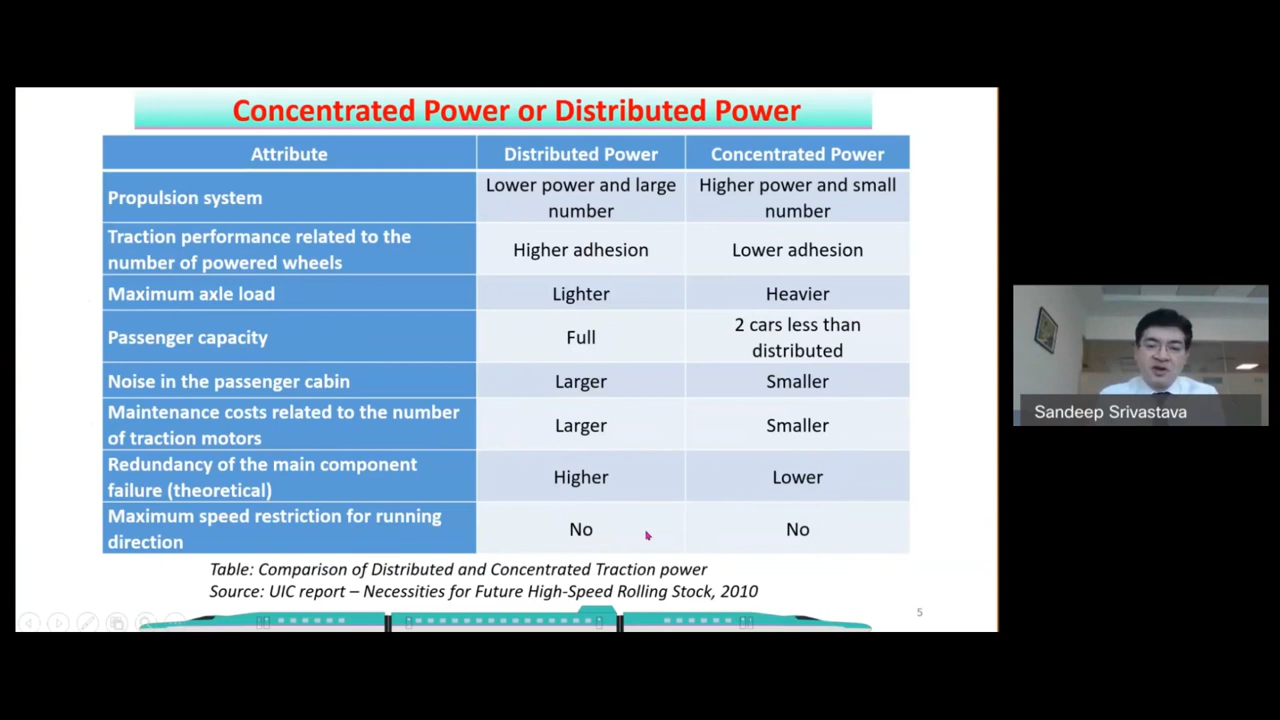 Concentrated Power or Distributed Power
Attribute Distributed Power Concentrated Power
Propulsion system
Lower power and large
number
Higher power and small
number
Traction performance related to the
number of powered wheels
Higher adhesion
Lower adhesion
Maximum axle load
Lighter
Heavier
Passenger capacity
Full
2 cars less than
distributed
Noise in the passenger cabin
Larger
Smaller
Maintenance costs related to the number
of traction motors
Larger
Smaller
Redundancy of the main component
failure (theoretical)
Higher
Lower
Maximum speed restriction for running
direction
No
No
Table: Comparison of Distributed and Concentrated Traction power
Source: UIC report – Necessities for Future High-Speed Rolling Stock, 2010
5
Sandeep Srivastava